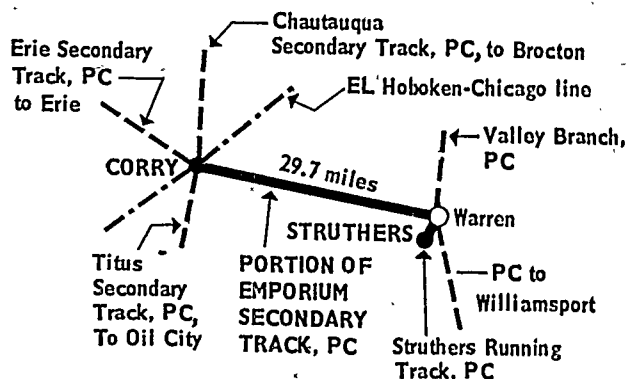 Chautauqua
Secondary Track, PC, to Brocton
Erie Secondary
Track, PC
to Erie
EL Hoboken-Chicago line
Valley Branch,
PC
CORRY
29.7 miles
Warren
STRUTHERS
Titus
Secondary
Track, PC,
To Oil City
PORTION OF
EMPORIUM
SECONDARY
TRACK, PC
PC to
Williamsport
Struthers Running
Track, PC